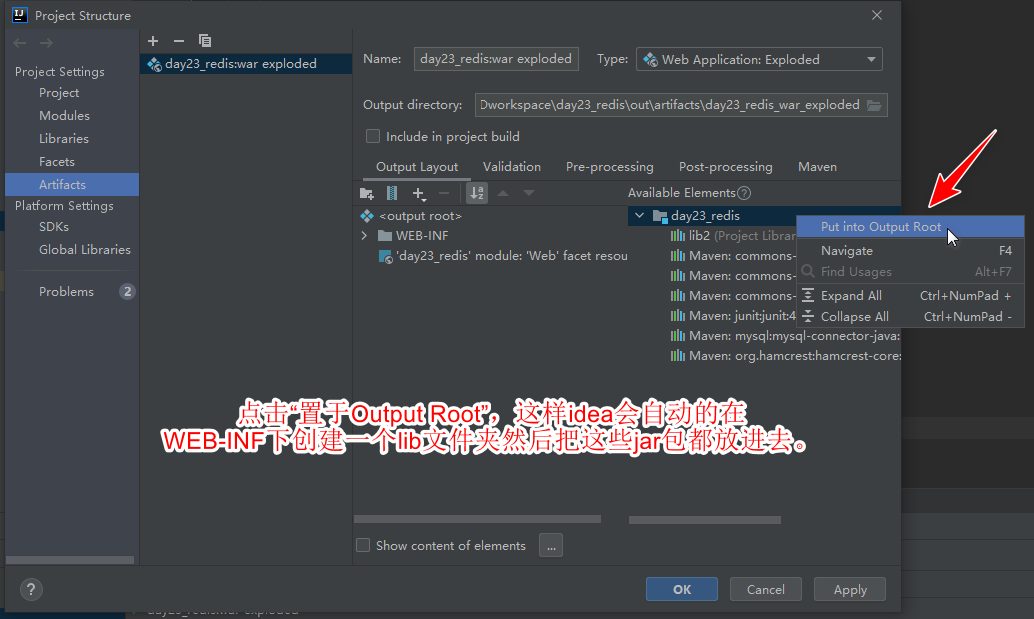 Project Structure
Project Settings
Project
Modules
Libraries
Facets
Artifacts
Platform Settings
SDKs
Global Libraries
Problems 2
day23_redis:war exploded
Name: day23_redis:war exploded Type: Web Application: Exploded
Output directory: Dworkspace\day23_redis\out\artifacts\day23_redis_war_exploded
Include in project build
Output Layout Validation Pre-processing Post-processing Maven
Available Elements
<output root>
WEB-INF
'day23_redis' module: 'Web' facet resou
day23_redis
lib2 (Project Librar
Maven: commons-
Maven: commons-
Maven: commons-
Maven: junit:junit:4
Maven: mysql:mysql-connector-java:
Maven: org.hamcrest:hamcrest-core:
Put into Output Root
Navigate F4
Find Usages Alt+F7
Expand All Ctrl+NumPad +
Collapse All Ctrl+NumPad -
点击“置于Output Root”，这样idea会自动的在
WEB-INF下创建一个lib文件夹然后把这些jar包都放进去。
Show content of elements ...
? OK Cancel Apply